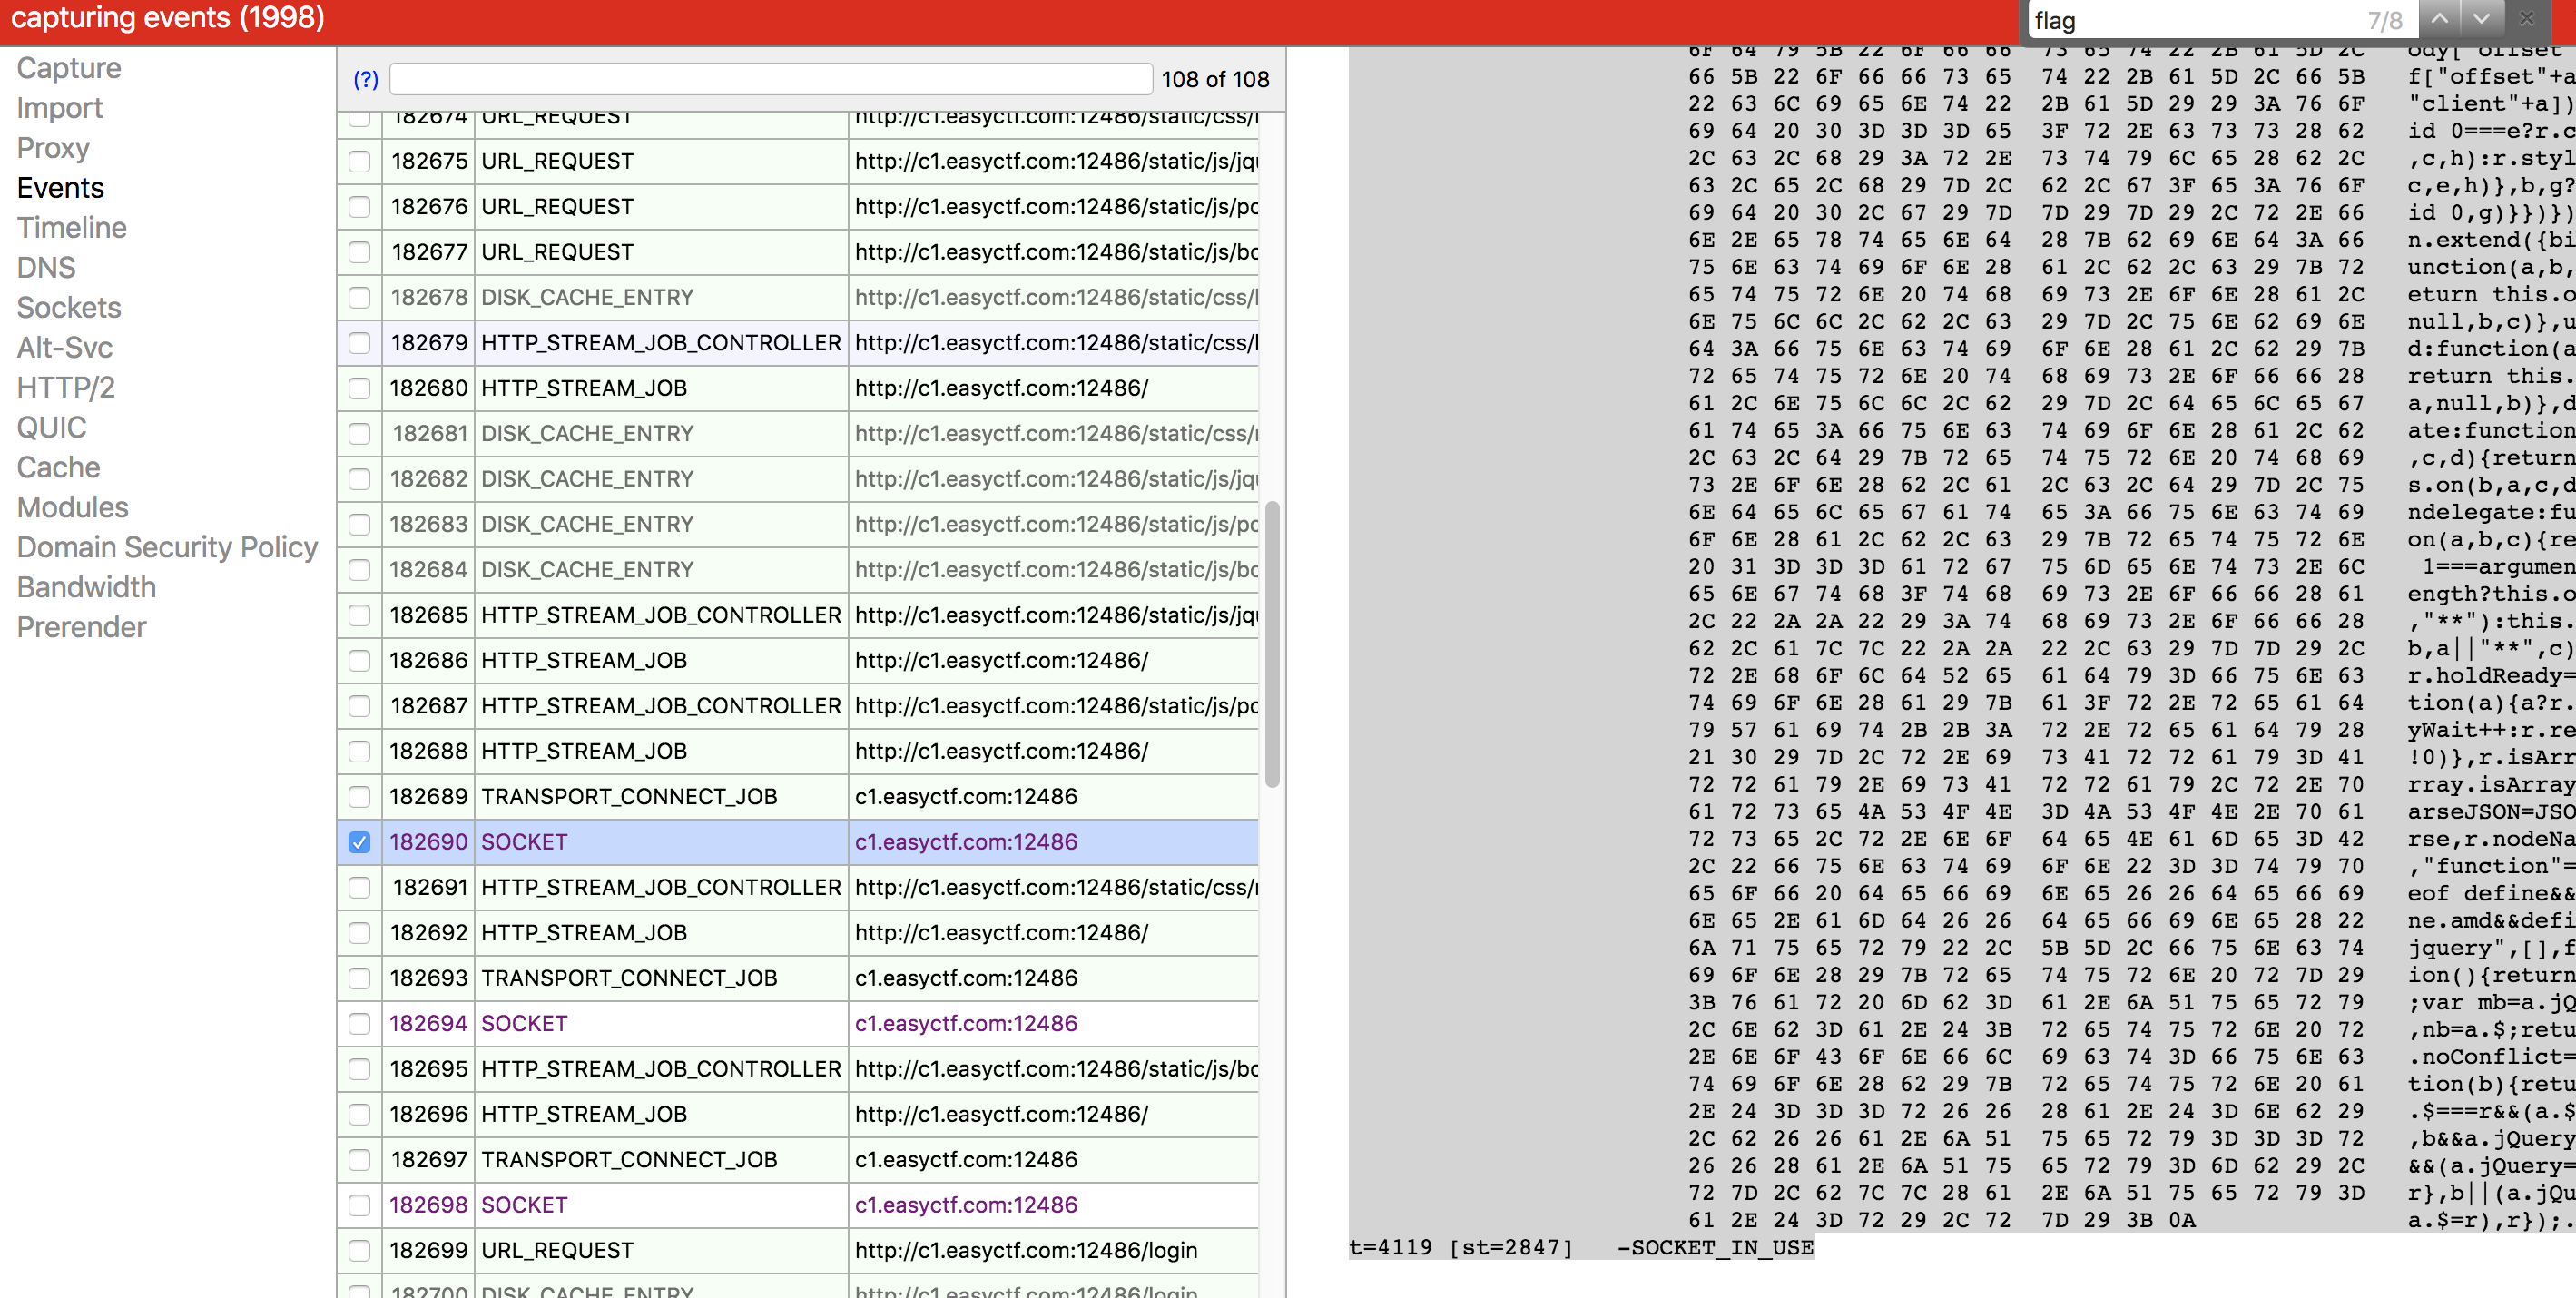 capturing events (1998)
flag 7/8
Capture
Import
Proxy
Events
Timeline
DNS
Sockets
Alt-Svc
HTTP/2
QUIC
Cache
Modules
Domain Security Policy
Bandwidth
Prerender
(?) 108 of 108
182674 URL_REQUEST http://c1.easyctf.com:12486/static/css/
182675 URL_REQUEST http://c1.easyctf.com:12486/static/js/jq
182676 URL_REQUEST http://c1.easyctf.com:12486/static/js/po
182677 URL_REQUEST http://c1.easyctf.com:12486/static/js/bo
182678 DISK_CACHE_ENTRY http://c1.easyctf.com:12486/static/css/
182679 HTTP_STREAM_JOB_CONTROLLER http://c1.easyctf.com:12486/static/css/
182680 HTTP_STREAM_JOB http://c1.easyctf.com:12486/
182681 DISK_CACHE_ENTRY http://c1.easyctf.com:12486/static/css/
182682 DISK_CACHE_ENTRY http://c1.easyctf.com:12486/static/js/jq
182683 DISK_CACHE_ENTRY http://c1.easyctf.com:12486/static/js/po
182684 DISK_CACHE_ENTRY http://c1.easyctf.com:12486/static/js/bo
182685 HTTP_STREAM_JOB_CONTROLLER http://c1.easyctf.com:12486/static/js/jq
182686 HTTP_STREAM_JOB http://c1.easyctf.com:12486/
182687 HTTP_STREAM_JOB_CONTROLLER http://c1.easyctf.com:12486/static/js/po
182688 HTTP_STREAM_JOB http://c1.easyctf.com:12486/
182689 TRANSPORT_CONNECT_JOB c1.easyctf.com:12486
182690 SOCKET c1.easyctf.com:12486
182691 HTTP_STREAM_JOB_CONTROLLER http://c1.easyctf.com:12486/static/css/
182692 HTTP_STREAM_JOB http://c1.easyctf.com:12486/
182693 TRANSPORT_CONNECT_JOB c1.easyctf.com:12486
182694 SOCKET c1.easyctf.com:12486
182695 HTTP_STREAM_JOB_CONTROLLER http://c1.easyctf.com:12486/static/js/bo
182696 HTTP_STREAM_JOB http://c1.easyctf.com:12486/
182697 TRANSPORT_CONNECT_JOB c1.easyctf.com:12486
182698 SOCKET c1.easyctf.com:12486
182699 URL_REQUEST http://c1.easyctf.com:12486/login
182700 DISK_CACHE_ENTRY http://c1.easyctf.com:12486/login
6F 64 79 5B 22 6F 66 66 73 65 74 22 2B 61 5D 2C ody["offset"
66 5B 22 6F 66 66 73 65 74 22 2B 61 5D 2C 66 5B f["offset"+a
22 63 6C 69 65 6E 74 22 2B 61 5D 29 29 3A 76 6F "client"+a])
69 64 20 30 3D 3D 3D 65 3F 72 2E 63 73 73 28 62 id 0===e?r.c
2C 63 2C 68 29 3A 72 2E 73 74 79 6C 65 28 62 2C ,c,h):r.styl
63 2C 65 2C 68 29 7D 2C 62 2C 67 3F 65 3A 76 6F c,e,h)},b,g?
69 64 20 30 2C 67 29 7D 7D 29 7D 29 2C 72 2E 66 id 0,g)}})})
6E 2E 65 78 74 65 6E 64 28 7B 62 69 6E 64 3A 66 n.extend({bi
75 6E 63 74 69 6F 6E 28 61 2C 62 2C 63 29 7B 72 unction(a,b,
65 74 75 72 6E 20 74 68 69 73 2E 6F 6E 28 61 2C eturn this.o
6E 75 6C 6C 2C 62 2C 63 29 7D 2C 75 6E 62 69 6E null,b,c)},u
64 3A 66 75 6E 63 74 69 6F 6E 28 61 2C 62 29 7B d:function(a
72 65 74 75 72 6E 20 74 68 69 73 2E 6F 66 66 28 return this.
61 2C 6E 75 6C 6C 2C 62 29 7D 2C 64 65 6C 65 67 a,null,b)},d
61 74 65 3A 66 75 6E 63 74 69 6F 6E 28 61 2C 62 ate:function
2C 63 2C 64 29 7B 72 65 74 75 72 6E 20 74 68 69 ,c,d){return
73 2E 6F 6E 28 62 2C 61 2C 63 2C 64 29 7D 2C 75 s.on(b,a,c,d
6E 64 65 6C 65 67 61 74 65 3A 66 75 6E 63 74 69 ndelegate:fu
6F 6E 28 61 2C 62 2C 63 29 7B 72 65 74 75 72 6E on(a,b,c){re
20 31 3D 3D 3D 61 72 67 75 6D 65 6E 74 73 2E 6C 1===argumen
65 6E 67 74 68 3F 74 68 69 73 2E 6F 66 66 28 61 ength?this.o
2C 22 2A 2A 22 29 3A 74 68 69 73 2E 6F 66 66 28 ,"**"):this.
62 2C 61 7C 7C 22 2A 2A 22 2C 63 29 7D 7D 29 2C b,a||"**",c)
72 2E 68 6F 6C 64 52 65 61 64 79 3D 66 75 6E 63 r.holdReady=
74 69 6F 6E 28 61 29 7B 61 3F 72 2E 72 65 61 64 tion(a){a?r.
79 57 61 69 74 2B 2B 3A 72 2E 72 65 61 64 79 28 yWait++:r.re
21 30 29 7D 2C 72 2E 69 73 41 72 72 61 79 3D 41 !0)},r.isArr
72 72 61 79 2E 69 73 41 72 72 61 79 2C 72 2E 70 rray.isArray
61 72 73 65 4A 53 4F 4E 3D 4A 53 4F 4E 2E 70 61 arseJSON=JSO
72 73 65 2C 72 2E 6E 6F 64 65 4E 61 6D 65 3D 42 rse,r.nodeNa
2C 22 66 75 6E 63 74 69 6F 6E 22 3D 3D 74 79 70 ,"function"=
65 6F 66 20 64 65 66 69 6E 65 26 26 64 65 66 69 eof define&&
6E 65 2E 61 6D 64 26 26 64 65 66 69 6E 65 28 22 ne.amd&&defi
6A 71 75 65 72 79 22 2C 5B 5D 2C 66 75 6E 63 74 jquery",[],f
69 6F 6E 28 29 7B 72 65 74 75 72 6E 20 72 7D 29 ion(){return
3B 76 61 72 20 6D 62 3D 61 2E 6A 51 75 65 72 79 ;var mb=a.jQ
2C 6E 62 3D 61 2E 24 3B 72 65 74 75 72 6E 20 72 ,nb=a.$;retu
2E 6E 6F 43 6F 6E 66 6C 69 63 74 3D 66 75 6E 63 .noConflict=
74 69 6F 6E 28 62 29 7B 72 65 74 75 72 6E 20 61 tion(b){retu
2E 24 3D 3D 3D 72 26 26 28 61 2E 24 3D 6E 62 29 .$===r&&(a.$
2C 62 26 26 61 2E 6A 51 75 65 72 79 3D 3D 3D 72 ,b&&a.jQuery
26 26 28 61 2E 6A 51 75 65 72 79 3D 6D 62 29 2C &&(a.jQuery=
72 7D 2C 62 7C 7C 28 61 2E 6A 51 75 65 72 79 3D r},b||(a.jQu
61 2E 24 3D 72 29 2C 72 7D 29 3B 0A a.$=r),r});.
t=4119 [st=2847] -SOCKET_IN_USE